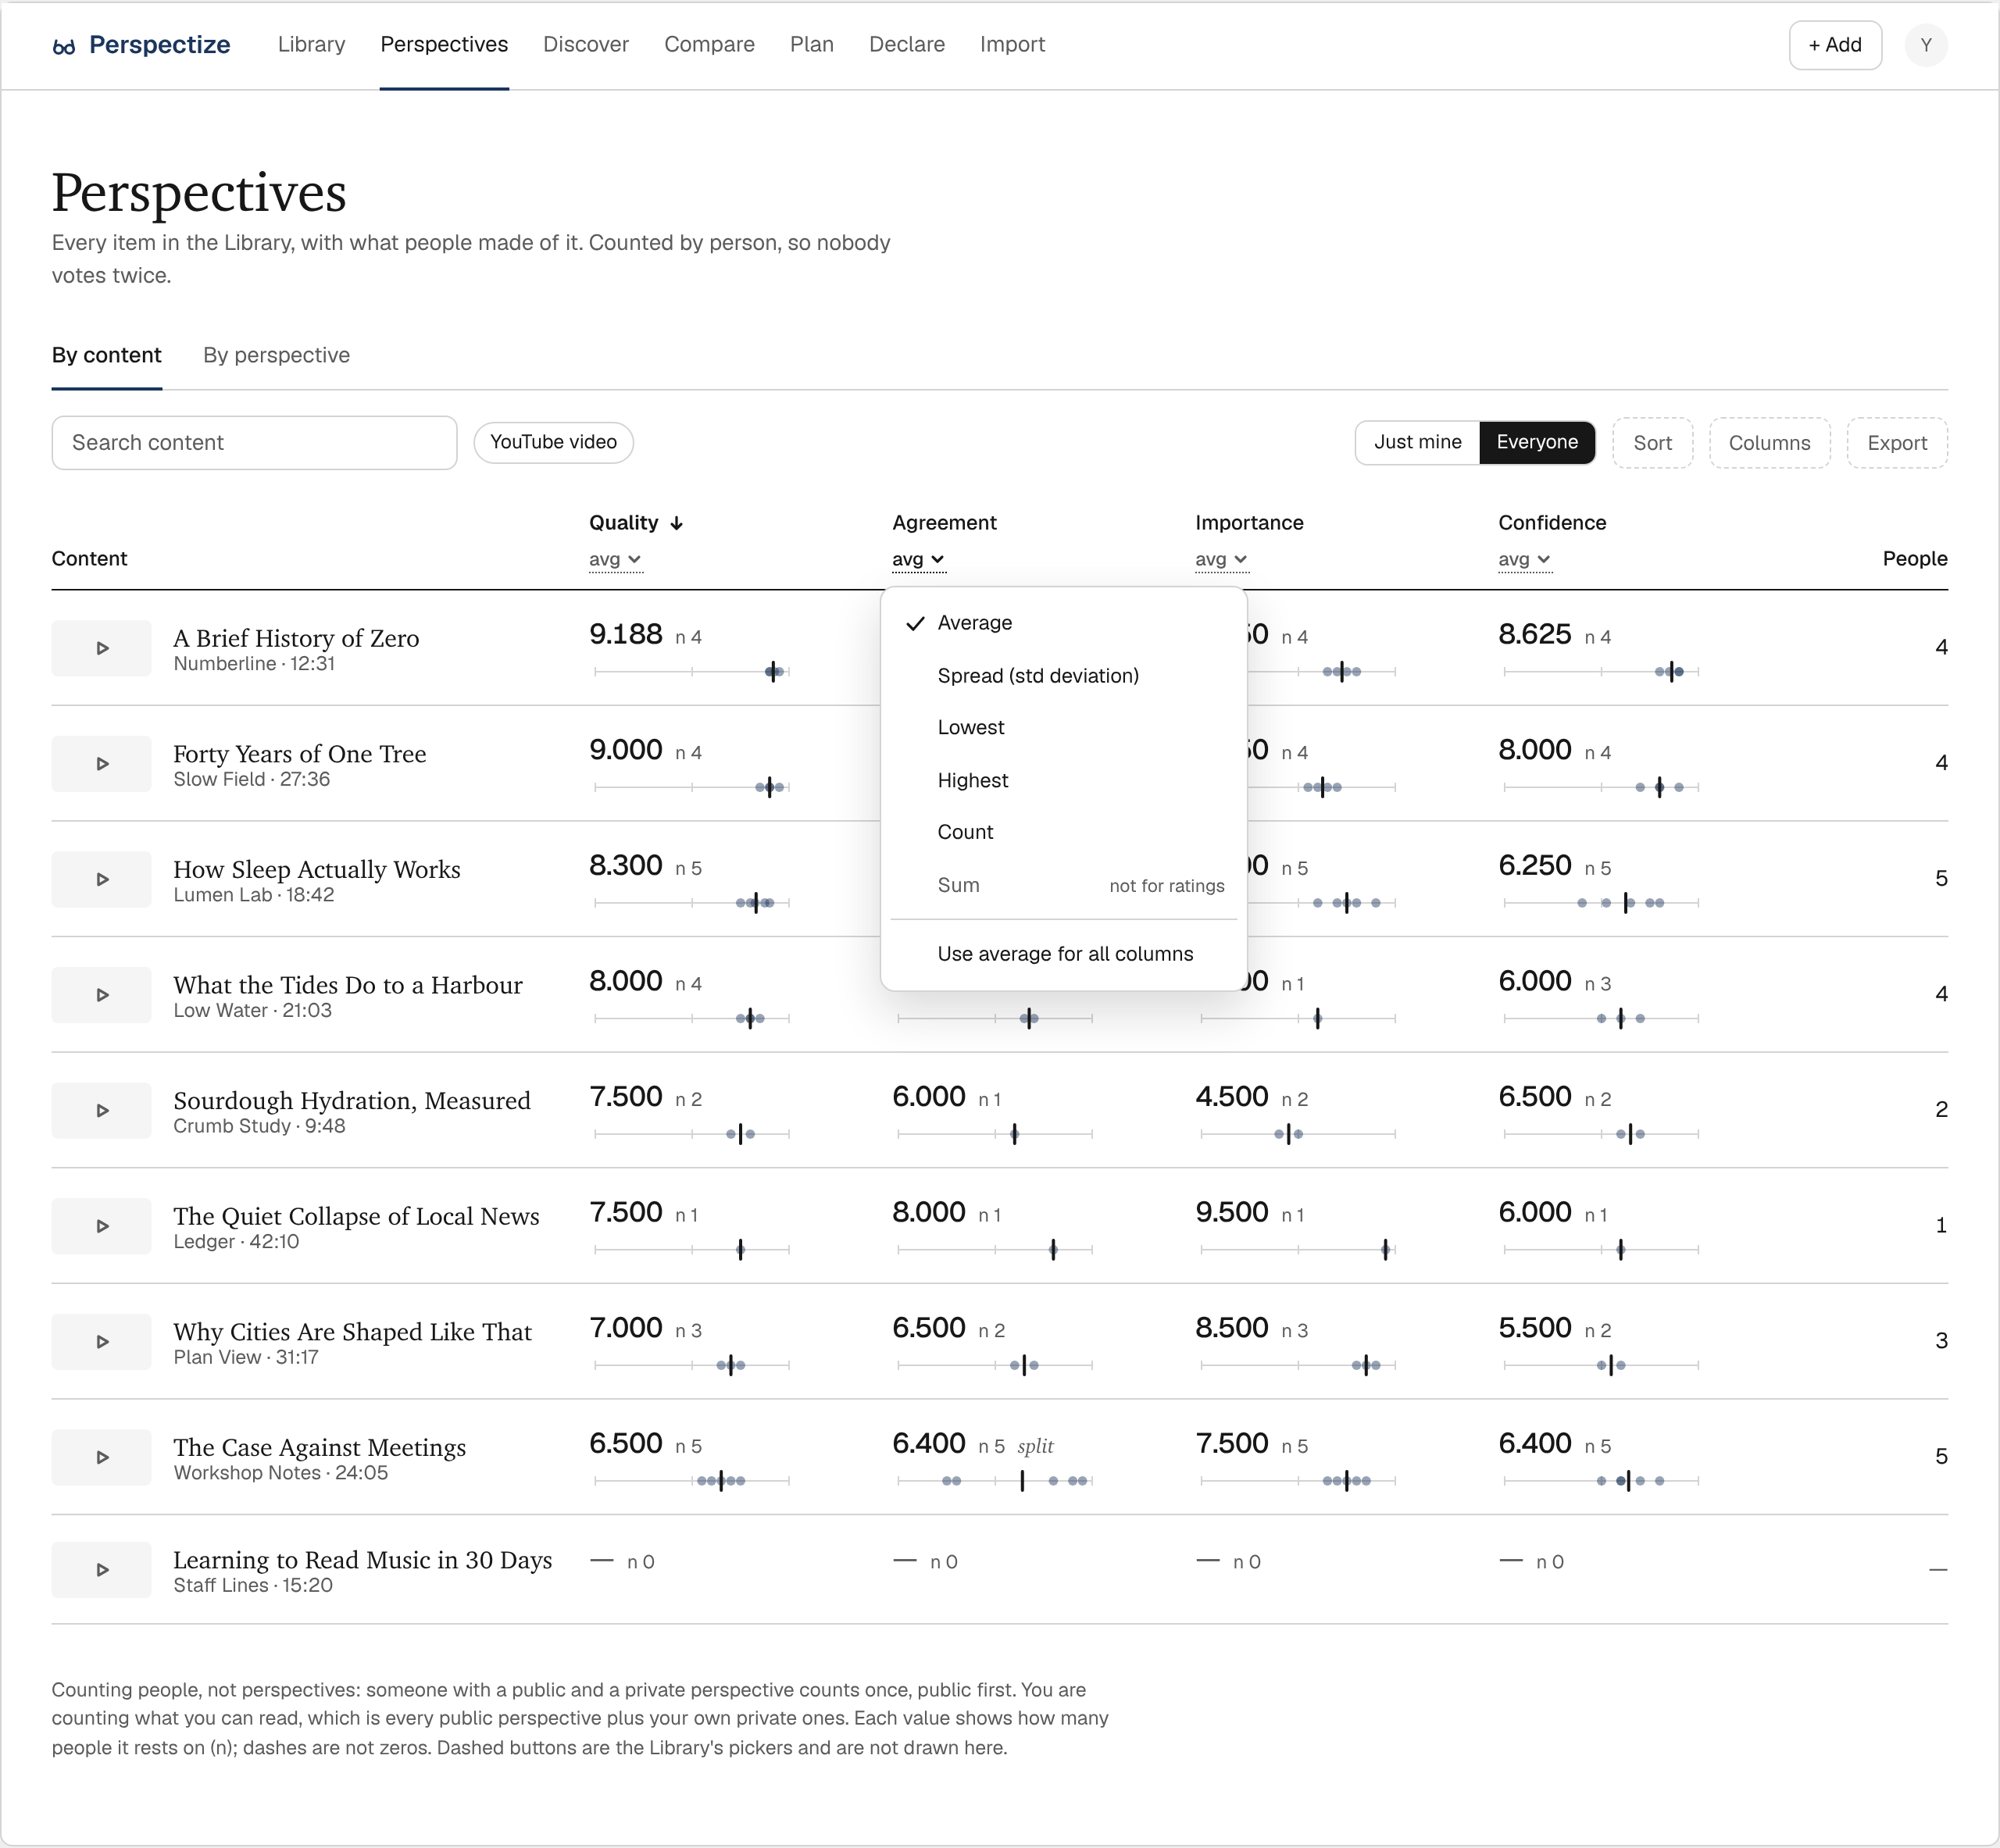 Perspectize Library Perspectives Discover Compare Plan Declare Import + Add Y
Perspectives
Every item in the Library, with what people made of it. Counted by person, so nobody
votes twice.
By content By perspective
Search content YouTube video Just mine Everyone Sort Columns Export
Quality ↓ Agreement Importance Confidence
Content avg avg avg avg People
Average
Spread (std deviation)
Lowest
Highest
Count
Sum not for ratings
Use average for all columns
A Brief History of Zero 9.188 n 4 n 4 8.625 n 4 4
Numberline · 12:31
Forty Years of One Tree 9.000 n 4 n 4 8.000 n 4 4
Slow Field · 27:36
How Sleep Actually Works 8.300 n 5 n 5 6.250 n 5 5
Lumen Lab · 18:42
What the Tides Do to a Harbour 8.000 n 4 n 1 6.000 n 3 4
Low Water · 21:03
Sourdough Hydration, Measured 7.500 n 2 6.000 n 1 4.500 n 2 6.500 n 2 2
Crumb Study · 9:48
The Quiet Collapse of Local News 7.500 n 1 8.000 n 1 9.500 n 1 6.000 n 1 1
Ledger · 42:10
Why Cities Are Shaped Like That 7.000 n 3 6.500 n 2 8.500 n 3 5.500 n 2 3
Plan View · 31:17
The Case Against Meetings 6.500 n 5 6.400 n 5 split 7.500 n 5 6.400 n 5 5
Workshop Notes · 24:05
Learning to Read Music in 30 Days — n 0 — n 0 — n 0 — n 0 —
Staff Lines · 15:20
Counting people, not perspectives: someone with a public and a private perspective counts once, public first. You are
counting what you can read, which is every public perspective plus your own private ones. Each value shows how many
people it rests on (n); dashes are not zeros. Dashed buttons are the Library's pickers and are not drawn here.